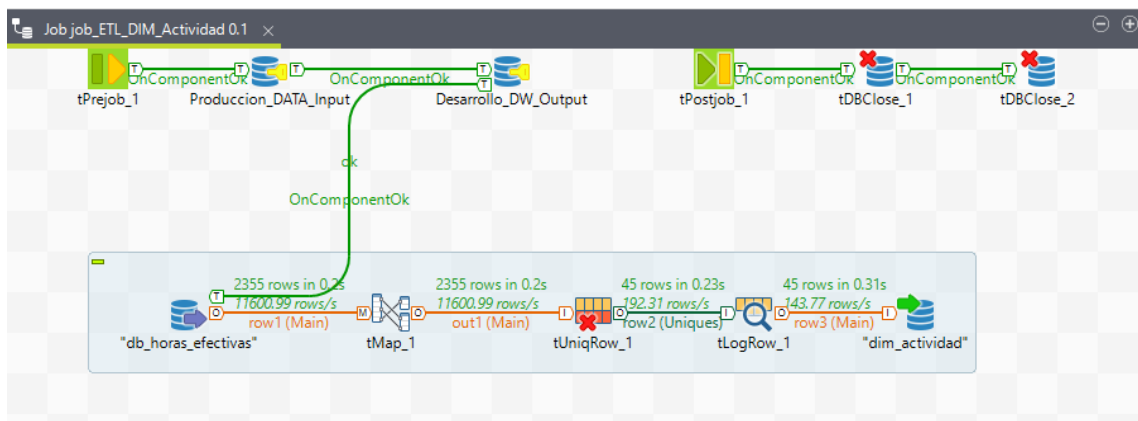 Job job_ETL_DIM_Actividad 0.1
OnComponentOk
OnComponentOk
OnComponentOk
OnComponentOk
tPrejob_1
Produccion_DATA_Input
Desarrollo_DW_Output
tPostjob_1
tDBClose_1
tDBClose_2
ok
OnComponentOk
2355 rows in 0.2s
2355 rows in 0.2s
45 rows in 0.23s
45 rows in 0.31s
11600.99 rows/s
11600.99 rows/s
192.31 rows/s
143.77 rows/s
row1 (Main)
out1 (Main)
row2 (Uniques)
row3 (Main)
"db_horas_efectivas"
tMap_1
tUniqRow_1
tLogRow_1
"dim_actividad"